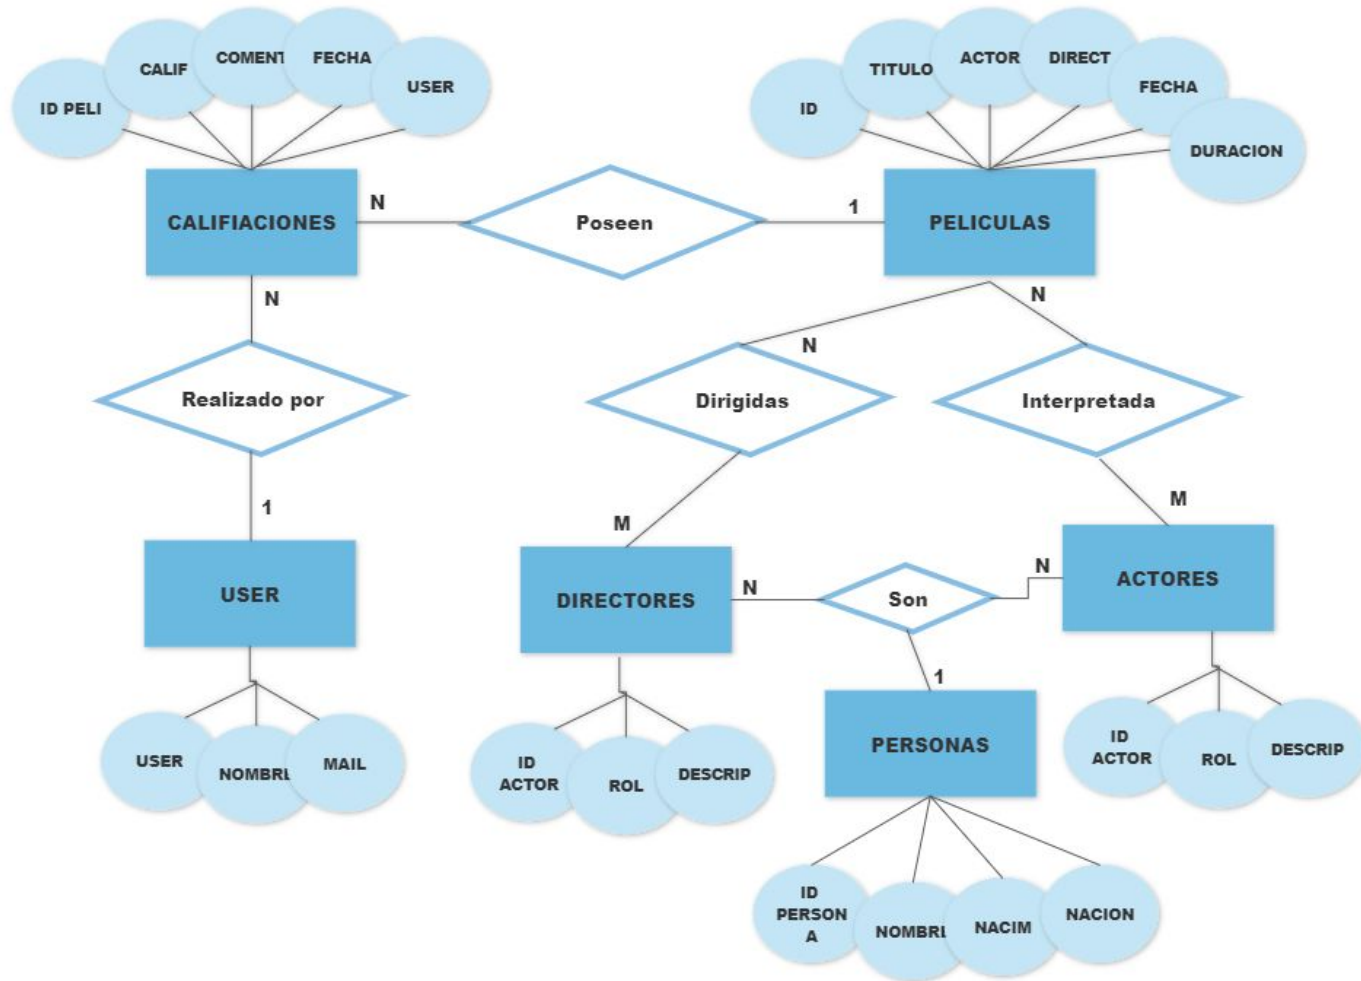 ID PELI
CALIF
COMENT
FECHA
USER
ID
TITULO
ACTOR
DIRECT
FECHA
DURACION
CALIFIACIONES
N
Poseen
1
PELICULAS
N
N
N
Realizado por
Dirigidas
Interpretada
1
M
M
USER
DIRECTORES
N
Son
N
ACTORES
1
PERSONAS
USER
NOMBRE
MAIL
ID
ACTOR
ROL
DESCRIP
ID
ACTOR
ROL
DESCRIP
ID
PERSON
A
NOMBRE
NACIM
NACION